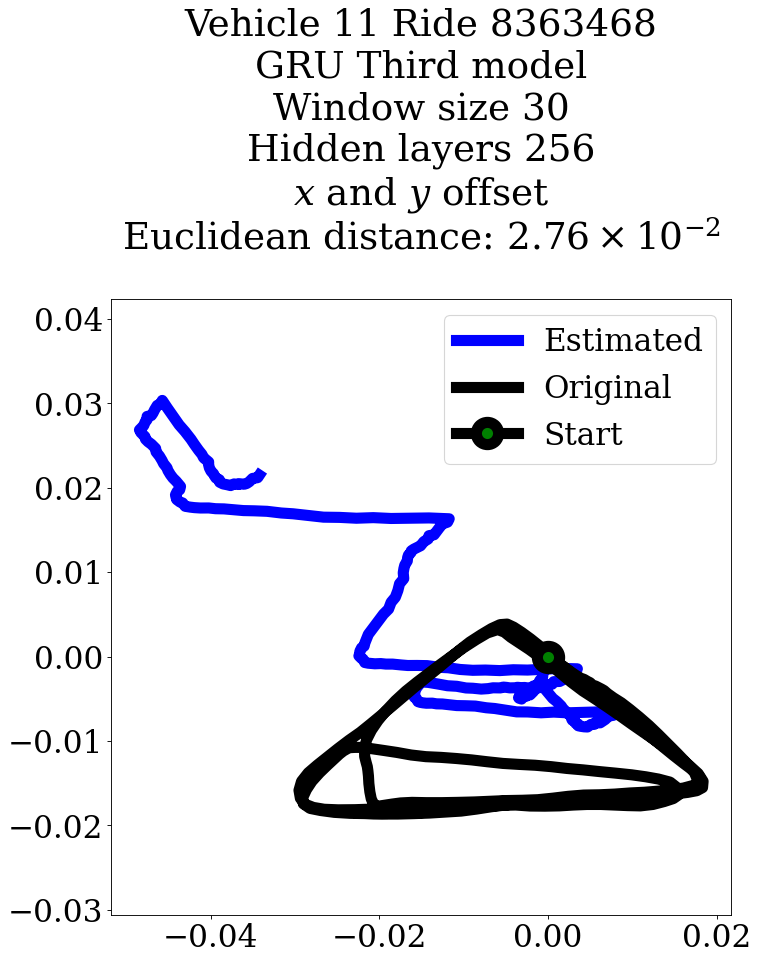 Vehicle 11 Ride 8363468
GRU Third model
Window size 30
Hidden layers 256
x and y offset
Euclidean distance: 2.76 × 10⁻²
Estimated
Original
Start
0.04
0.03
0.02
0.01
0.00
−0.01
−0.02
−0.03
−0.04
−0.02
0.00
0.02